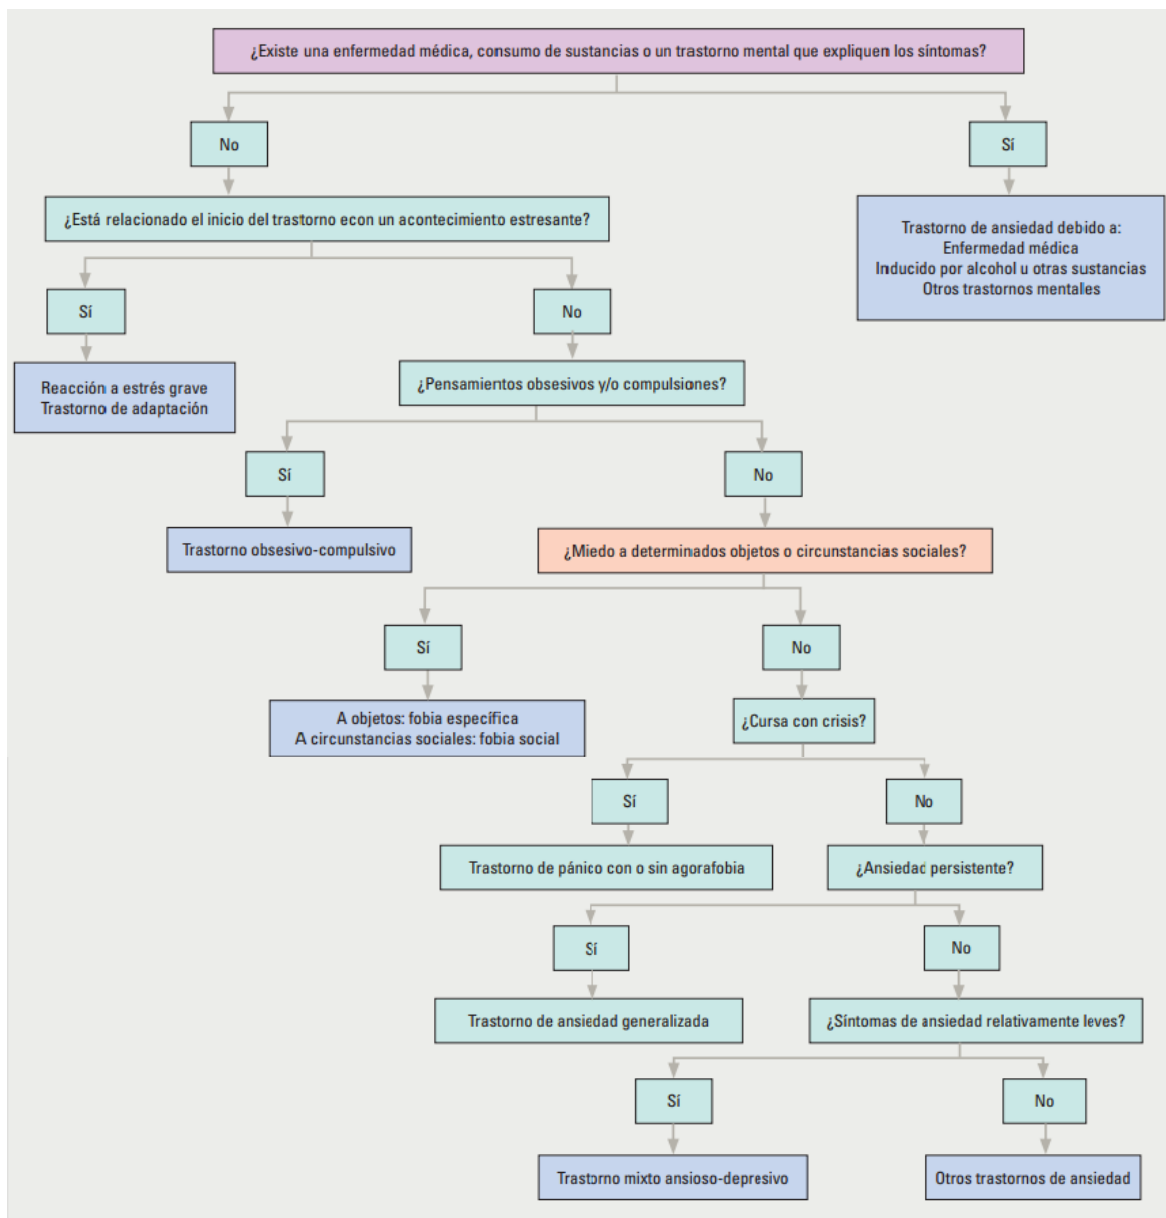 ¿Existe una enfermedad médica, consumo de sustancias o un trastorno mental que expliquen los síntomas?
No
Sí
¿Está relacionado el inicio del trastorno econ un acontecimiento estresante?
Trastorno de ansiedad debido a:
Enfermedad médica
Inducido por alcohol u otras sustancias
Otros trastornos mentales
Sí
No
Reacción a estrés grave
Trastorno de adaptación
¿Pensamientos obsesivos y/o compulsiones?
Sí
No
Trastorno obsesivo-compulsivo
¿Miedo a determinados objetos o circunstancias sociales?
Sí
No
A objetos: fobia específica
A circunstancias sociales: fobia social
¿Cursa con crisis?
Sí
No
Trastorno de pánico con o sin agorafobia
¿Ansiedad persistente?
Sí
No
Trastorno de ansiedad generalizada
¿Síntomas de ansiedad relativamente leves?
Sí
No
Trastorno mixto ansioso-depresivo
Otros trastornos de ansiedad